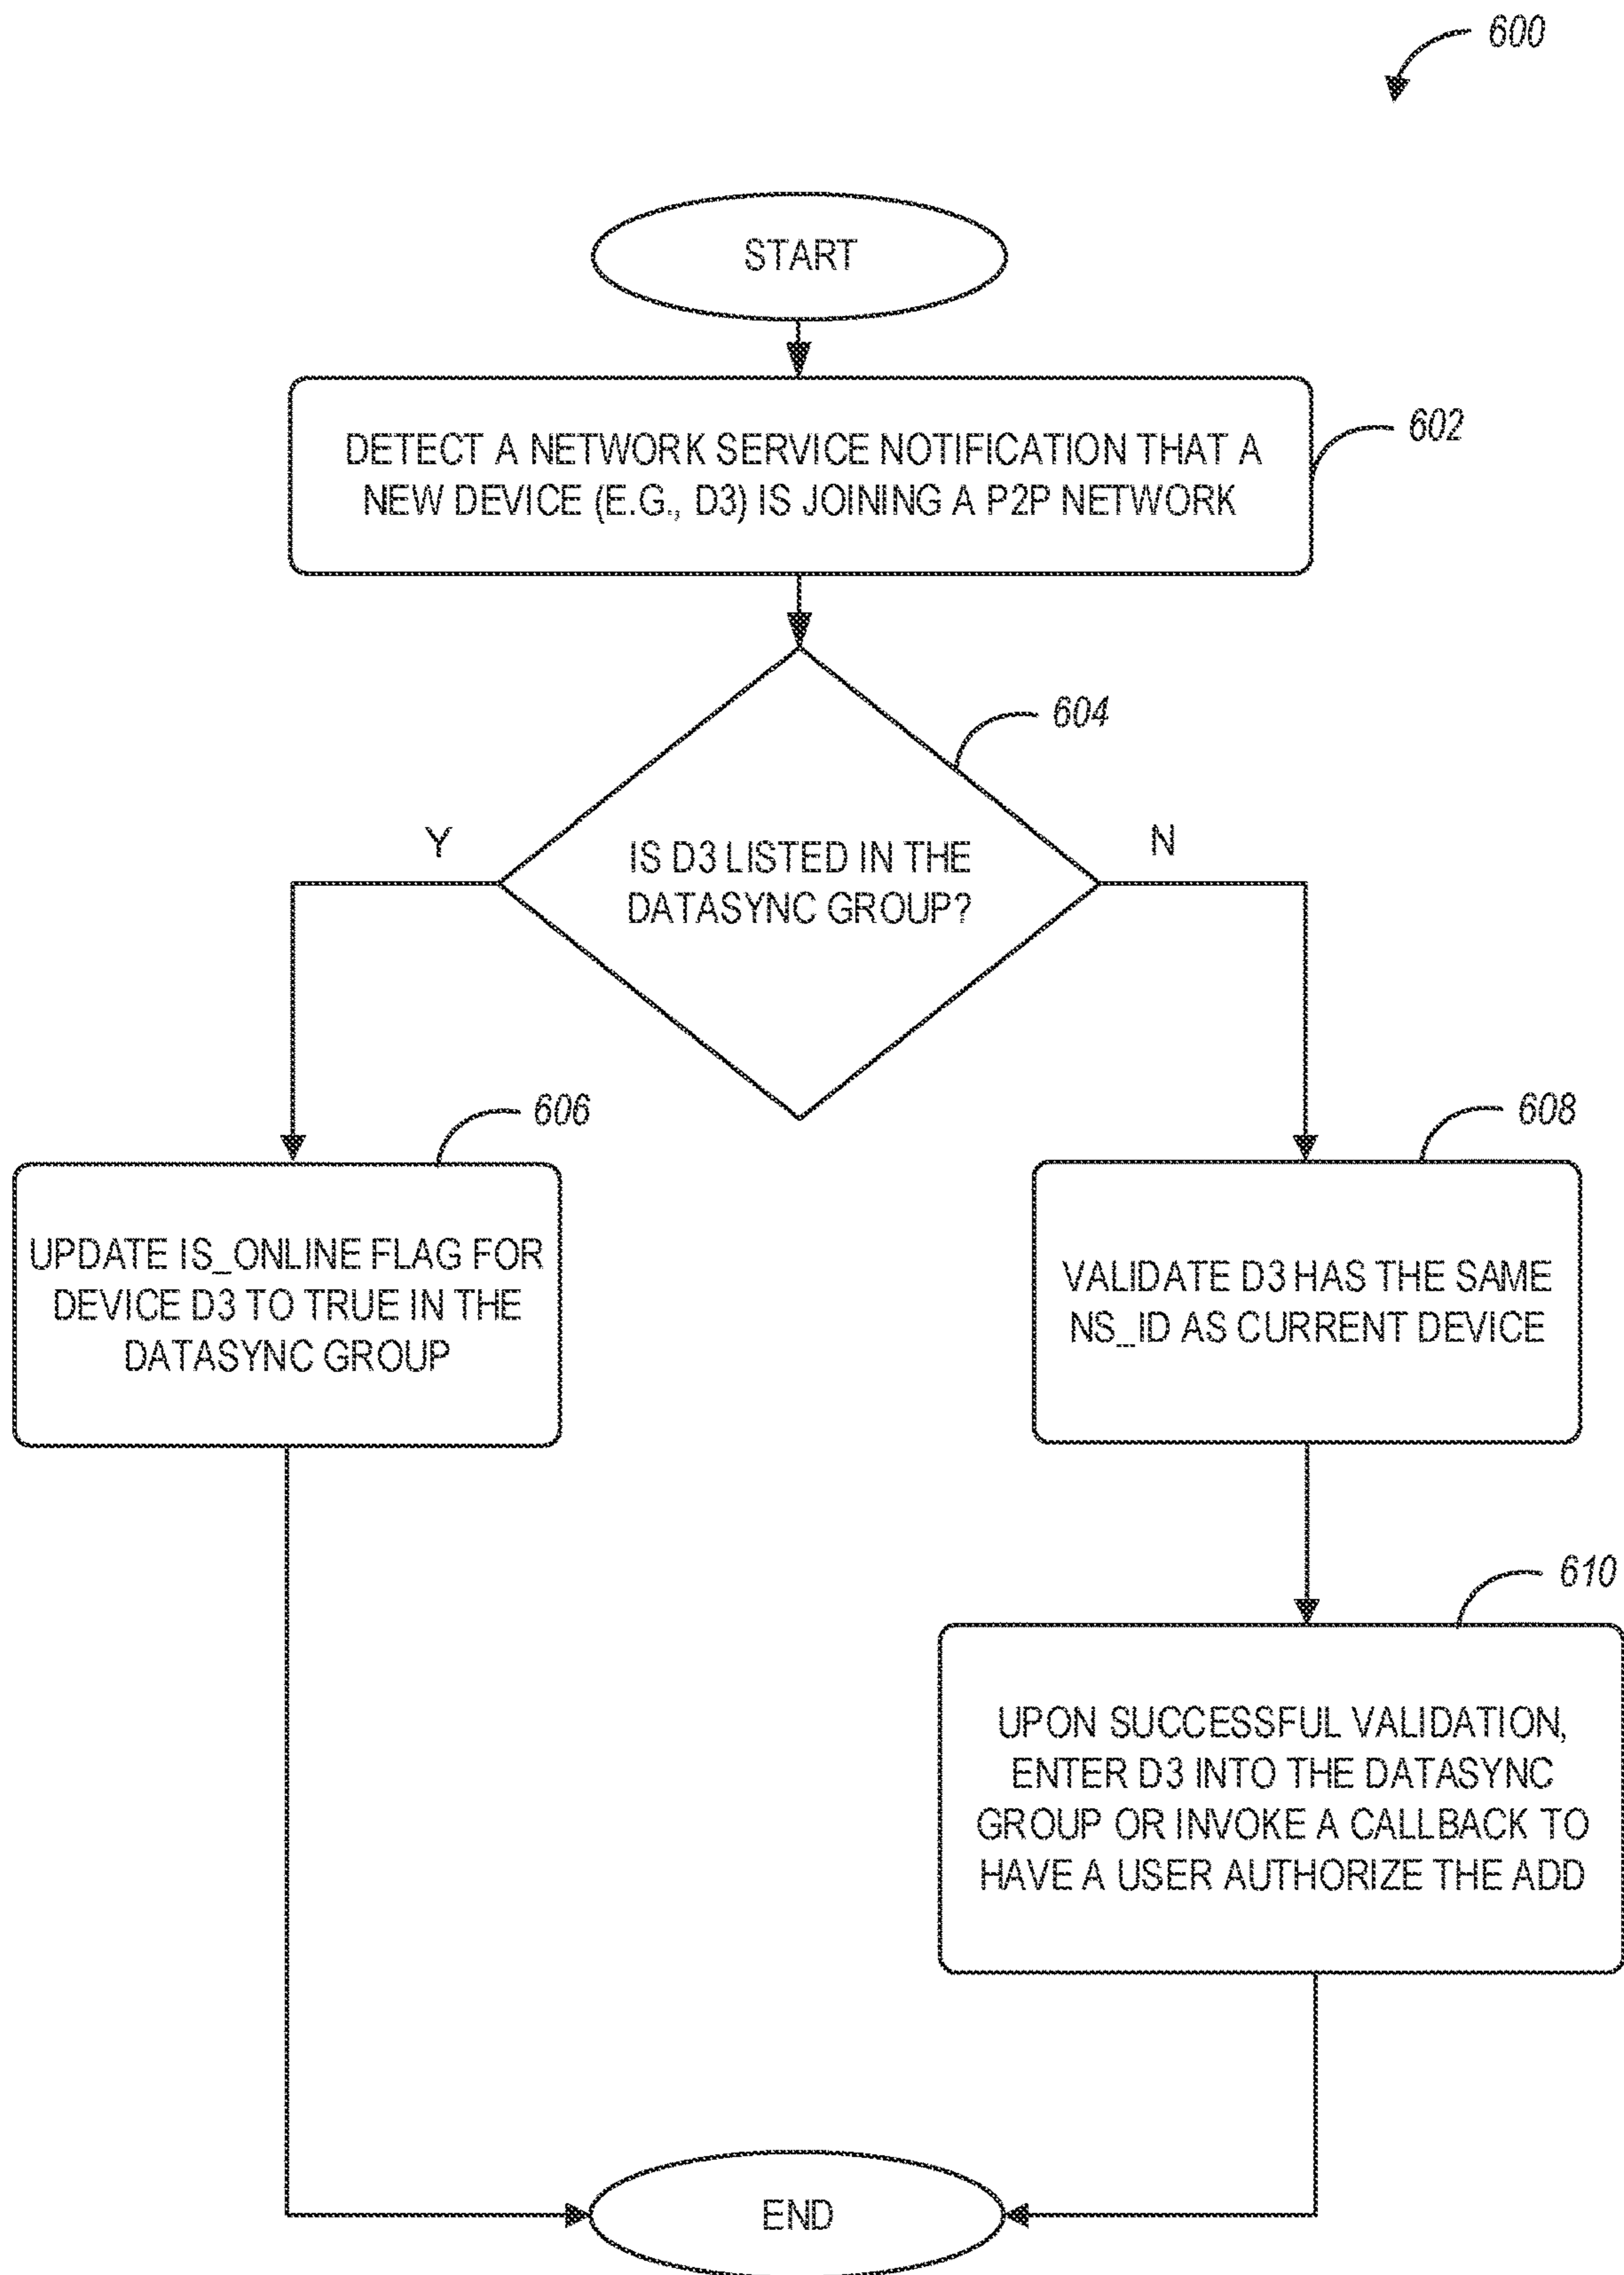 600
START
DETECT A NETWORK SERVICE NOTIFICATION THAT A
NEW DEVICE (E.G., D3) IS JOINING A P2P NETWORK
602
604
Y
N
IS D3 LISTED IN THE
DATASYNC GROUP?
606
608
UPDATE IS_ONLINE FLAG FOR
DEVICE D3 TO TRUE IN THE
DATASYNC GROUP
VALIDATE D3 HAS THE SAME
NS_ID AS CURRENT DEVICE
610
UPON SUCCESSFUL VALIDATION,
ENTER D3 INTO THE DATASYNC
GROUP OR INVOKE A CALLBACK TO
HAVE A USER AUTHORIZE THE ADD
END